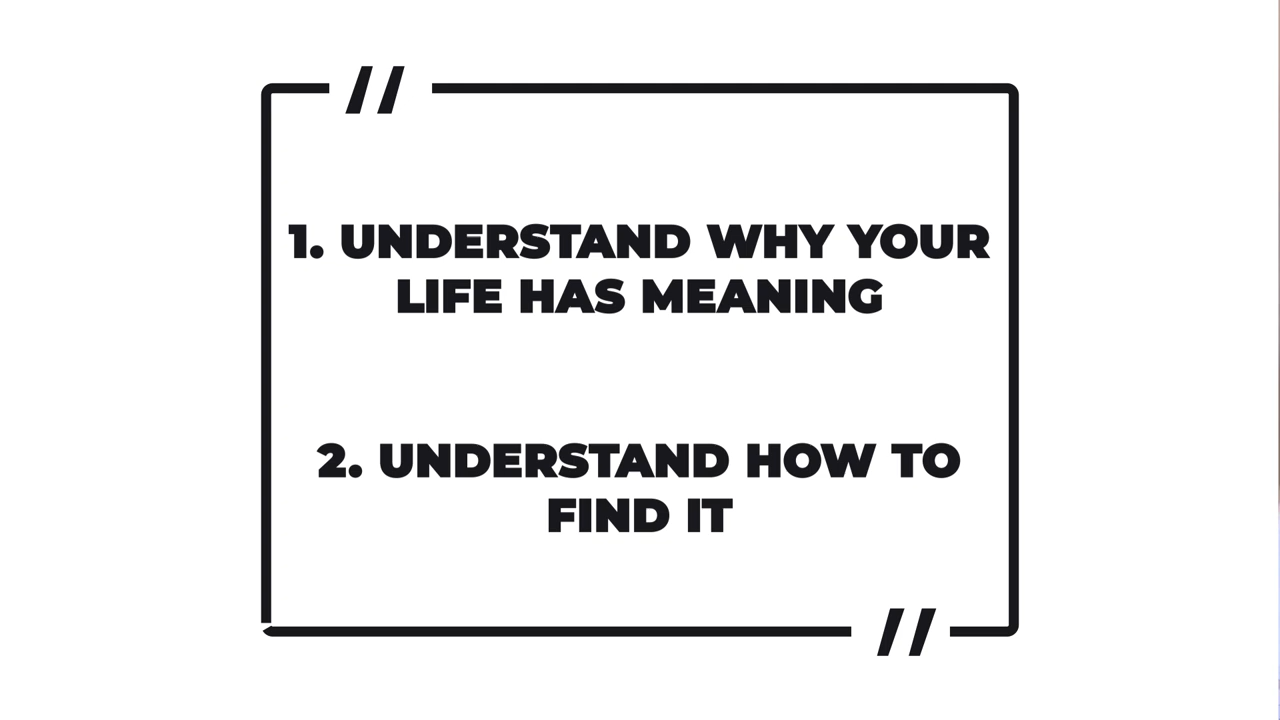 1. UNDERSTAND WHY YOUR
LIFE HAS MEANING
2. UNDERSTAND HOW TO
FIND IT